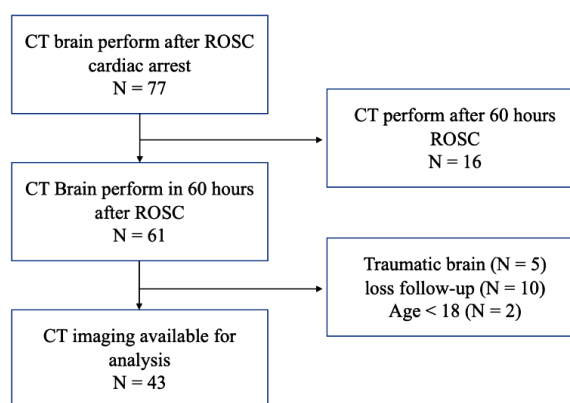 CT brain perform after ROSC
cardiac arrest
N = 77
CT perform after 60 hours
ROSC
N = 16
CT Brain perform in 60 hours
after ROSC
N = 61
Traumatic brain (N = 5)
loss follow-up (N = 10)
Age < 18 (N = 2)
CT imaging available for
analysis
N = 43